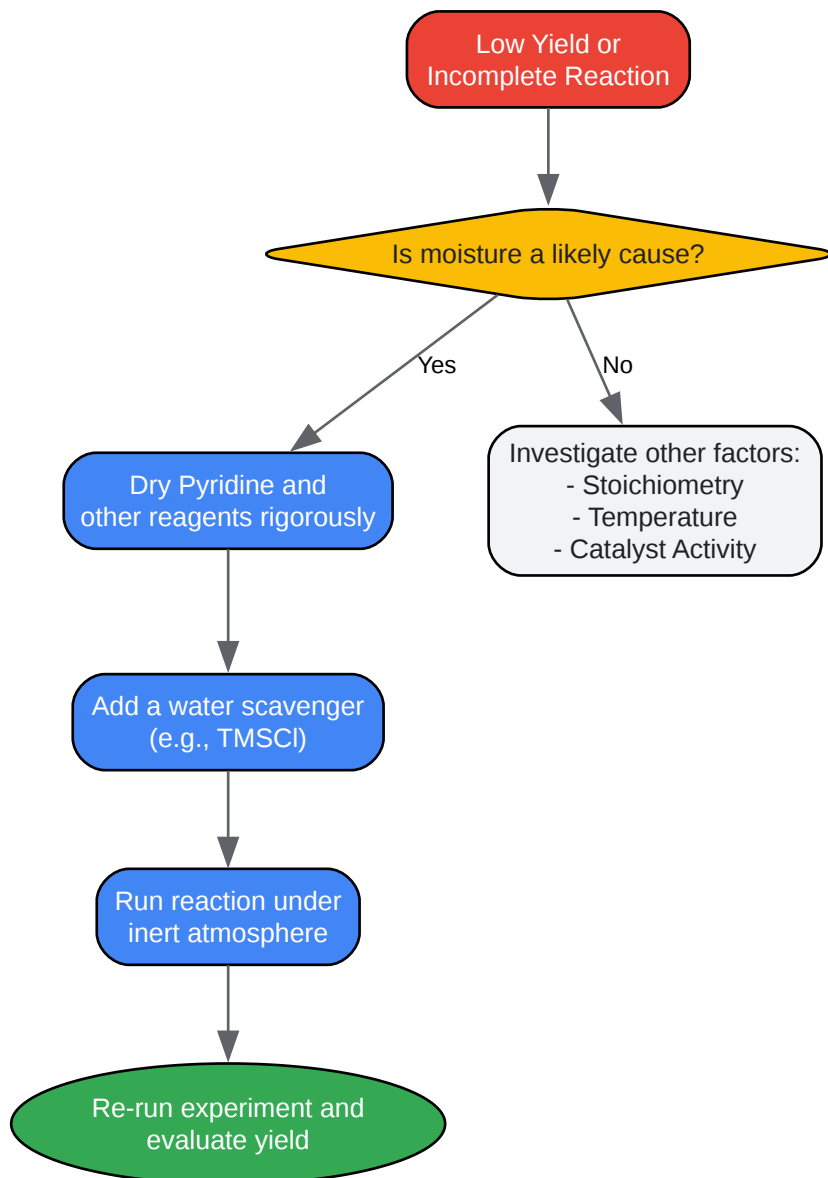 Low Yield or
Incomplete Reaction
Is moisture a likely cause?
Yes
No
Dry Pyridine and
other reagents rigorously
Investigate other factors:
- Stoichiometry
- Temperature
- Catalyst Activity
Add a water scavenger
(e.g., TMSCl)
Run reaction under
inert atmosphere
Re-run experiment and
evaluate yield